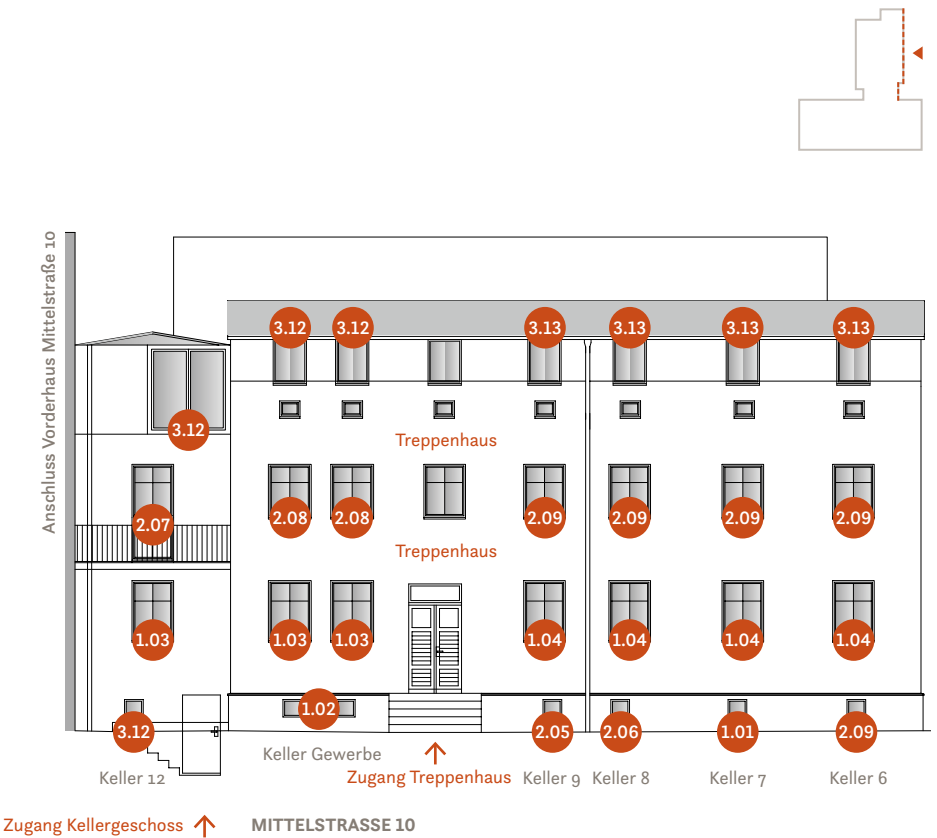 Anschluss Vorderhaus Mittelstraße 10
3.12 3.12 3.13 3.13 3.13 3.13
3.12
Treppenhaus
2.07 2.08 2.08 2.09 2.09 2.09 2.09
Treppenhaus
1.03 1.03 1.03 1.04 1.04 1.04 1.04
1.02
3.12 2.05 2.06 1.01 2.09
Keller Gewerbe
Keller 12 Zugang Treppenhaus Keller 9 Keller 8 Keller 7 Keller 6
Zugang Kellergeschoss MITTELSTRASSE 10